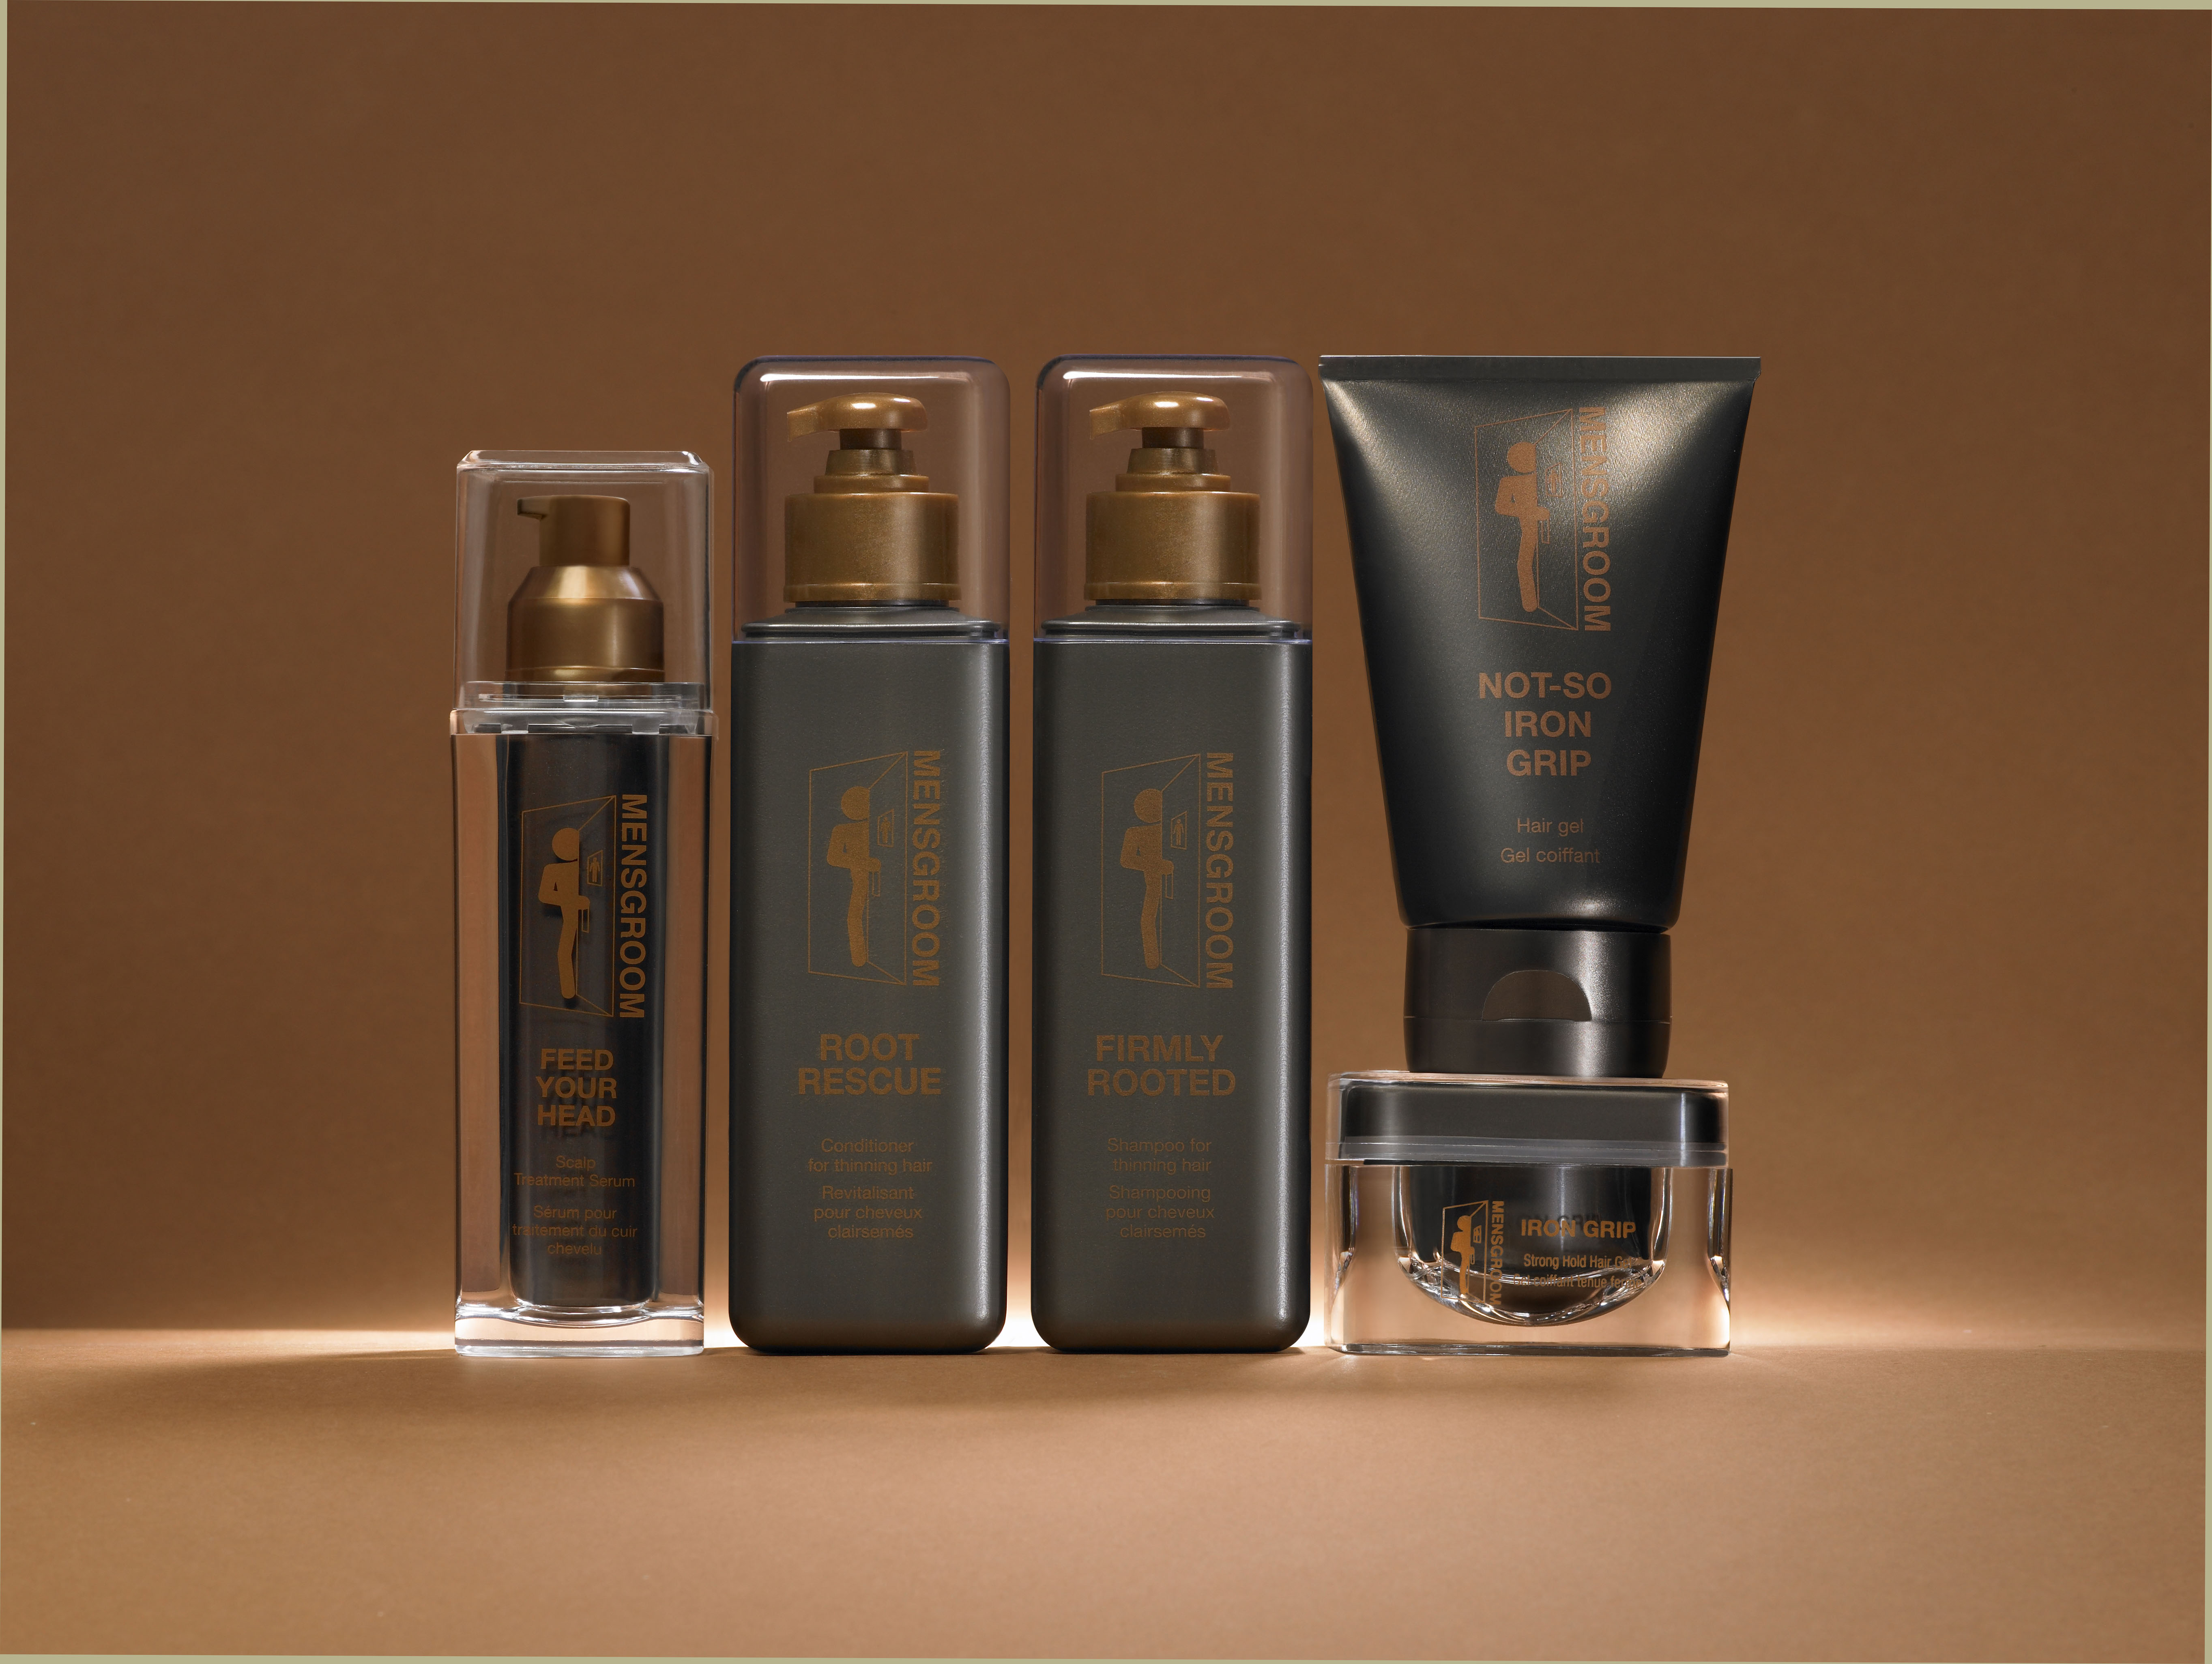 MENSGROOM
FEED
YOUR
HEAD
Scalp
Treatment Serum
Sérum pour
traitement du cuir
chevelu
MENSGROOM
ROOT
RESCUE
Conditioner
for thinning hair
Revitalisant
pour cheveux
clairsemés
MENSGROOM
FIRMLY
ROOTED
Shampoo for
thinning hair
Shampooing
pour cheveux
clairsemés
MENSGROOM
NOT-SO
IRON
GRIP
Hair gel
Gel coiffant
MENSGROOM
IRON GRIP
Strong Hold Hair
coiffant tenue